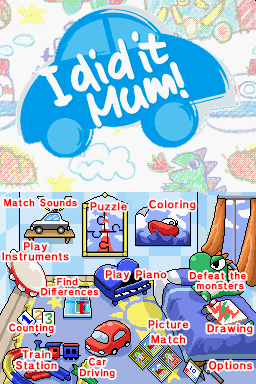 I did it
Mum!
Match Sounds
Puzzle
Coloring
Play
Instruments
Find
Differences
Play Piano
Defeat the
monsters
Counting
123
Picture
Match
Drawing
Train
Station
Car
Driving
Options